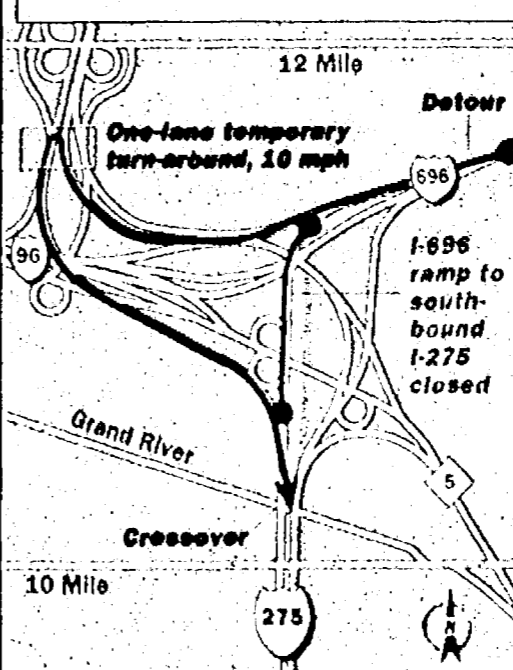 12 Mile
Detour
One-lane temporary
turn-around, 10 mph
696
96
I-696
ramp to
south-
bound
I-275
closed
Grand River
5
Crossover
10 Mile
275
N